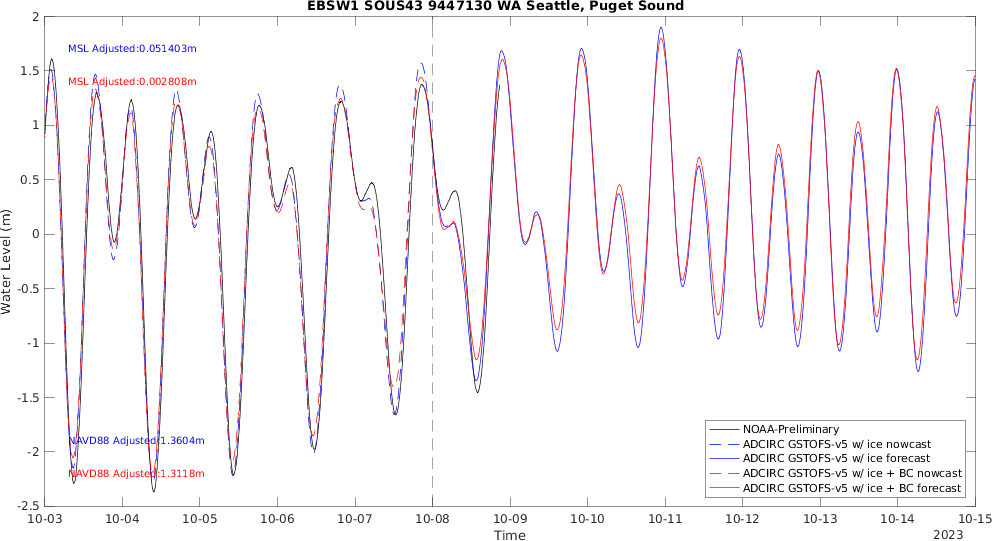 EBSW1 SOUS43 9447130 WA Seattle, Puget Sound
2
1.5
1
0.5
0
-0.5
-1
-1.5
-2
-2.5
Water Level (m)
MSL Adjusted:0.051403m
MSL Adjusted:0.002808m
NAVD88 Adjusted:1.3604m
NAVD88 Adjusted:1.3118m
NOAA-Preliminary
ADCIRC GSTOFS-v5 w/ ice nowcast
ADCIRC GSTOFS-v5 w/ ice forecast
ADCIRC GSTOFS-v5 w/ ice + BC nowcast
ADCIRC GSTOFS-v5 w/ ice + BC forecast
10-03 10-04 10-05 10-06 10-07 10-08 10-09 10-10 10-11 10-12 10-13 10-14 10-15
Time
2023